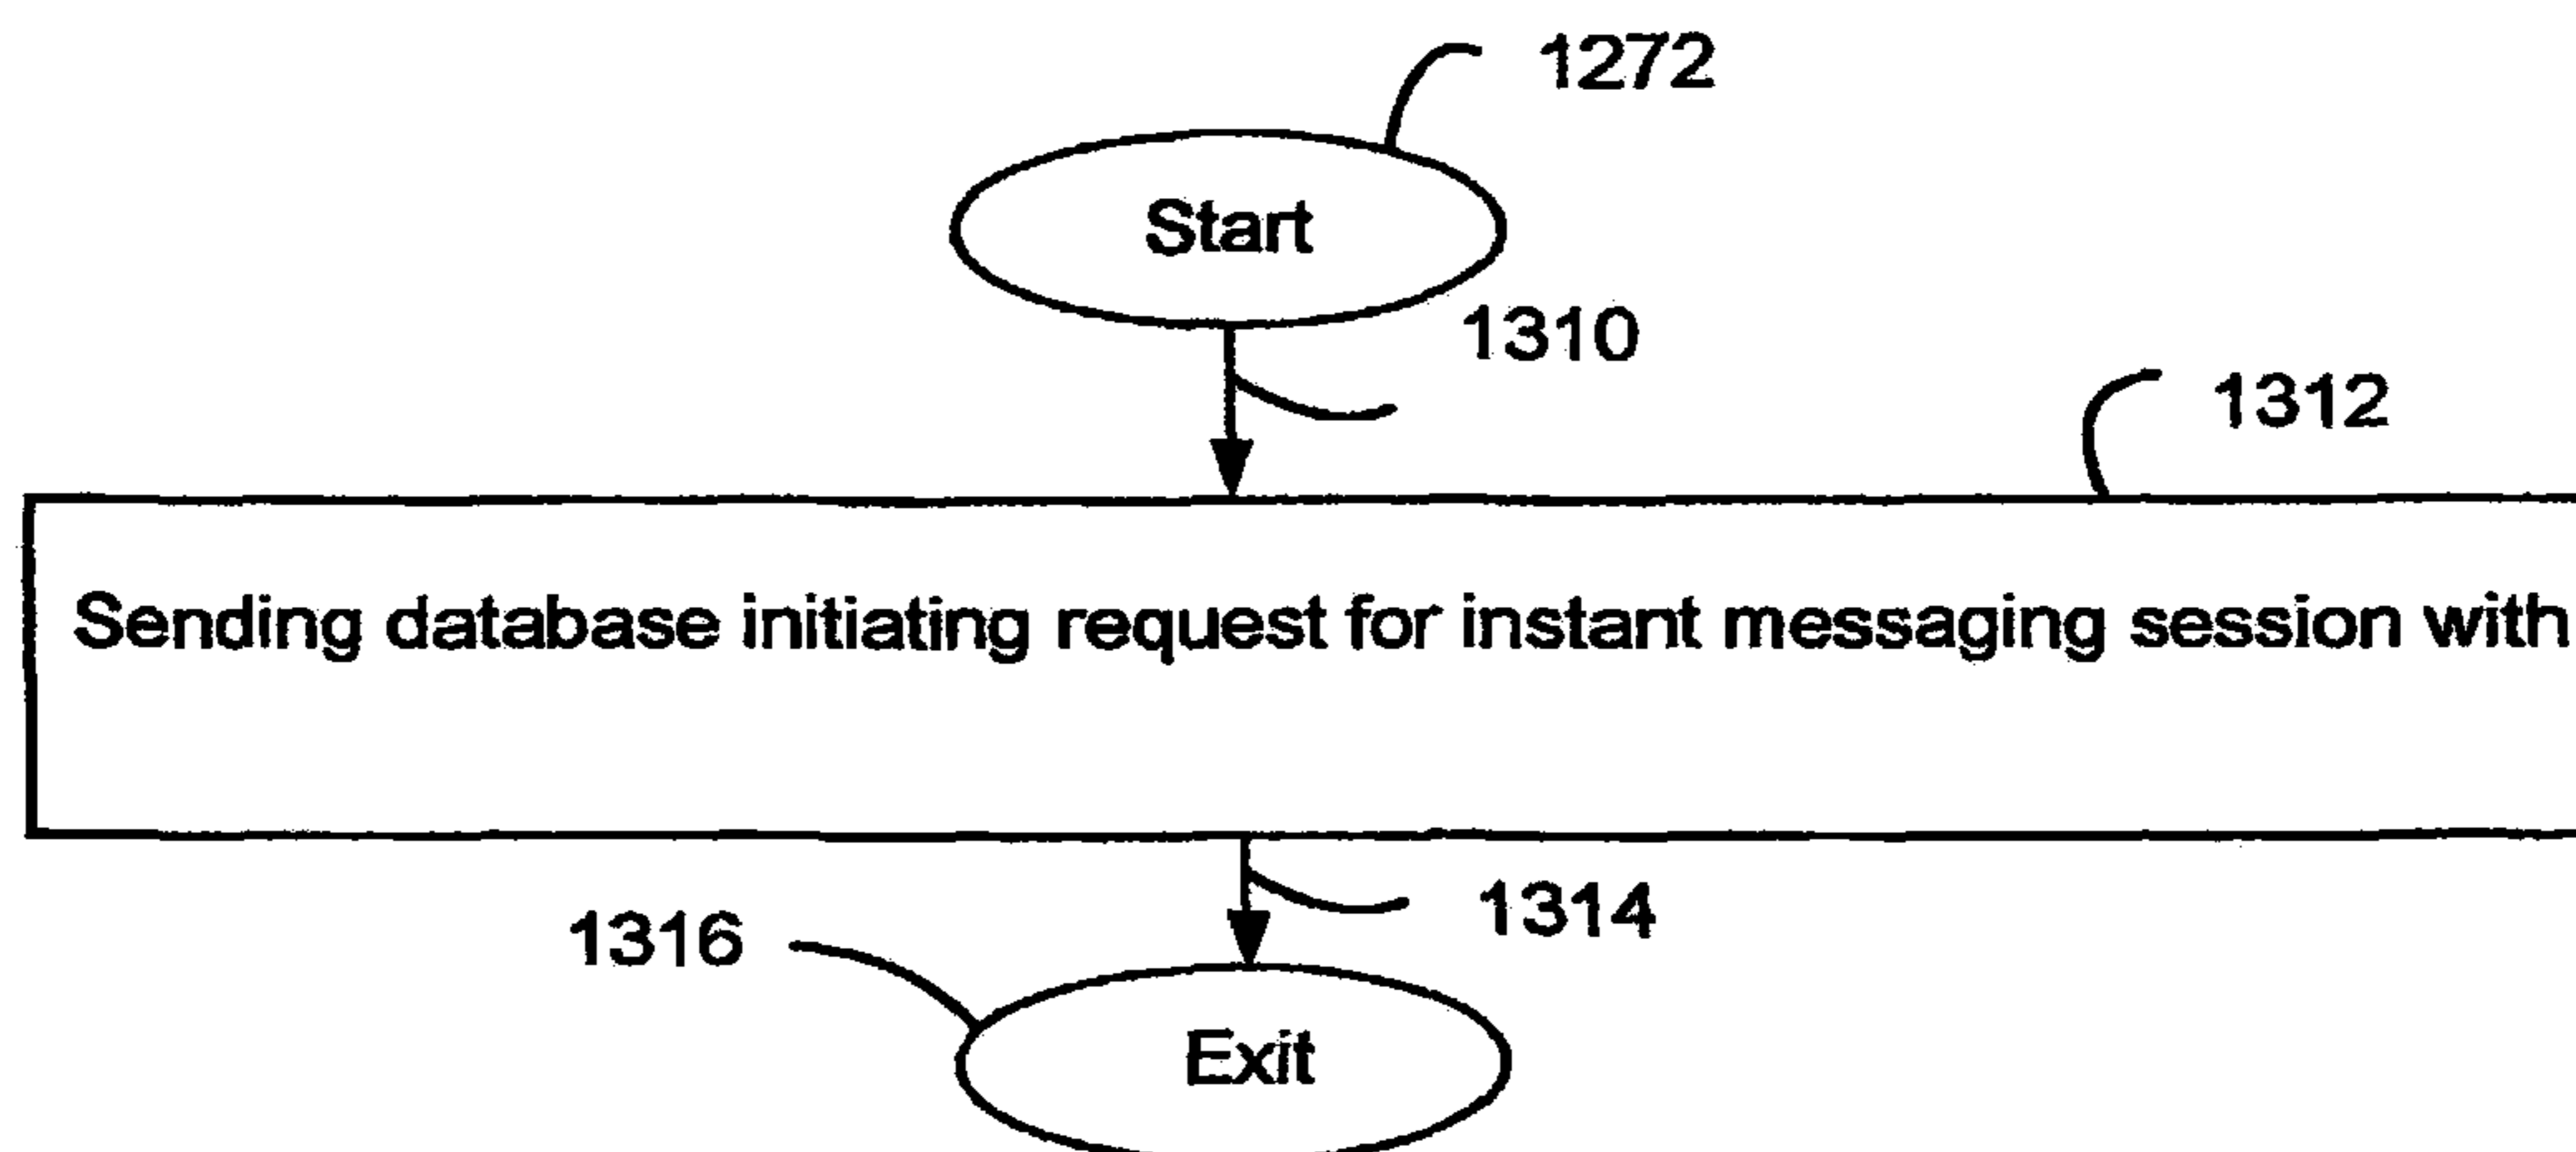 1272
Start
1310
1312
Sending database initiating request for instant messaging session with
1314
1316
Exit